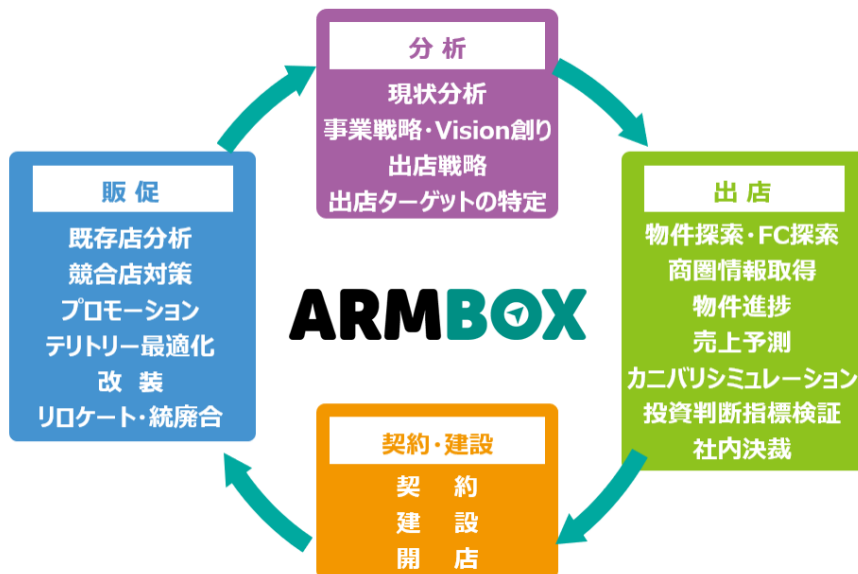 分 析
現状分析
事業戦略・Vision創り
出店戦略
出店ターゲットの特定
出 店
物件探索・FC探索
商圏情報取得
物件進捗
売上予測
カニバリシミュレーション
投資判断指標検証
社内決裁
契約・建設
契 約
建 設
開 店
販 促
既存店分析
競合店対策
プロモーション
テリトリー最適化
改 装
リロケート・統廃合
ARMBOX